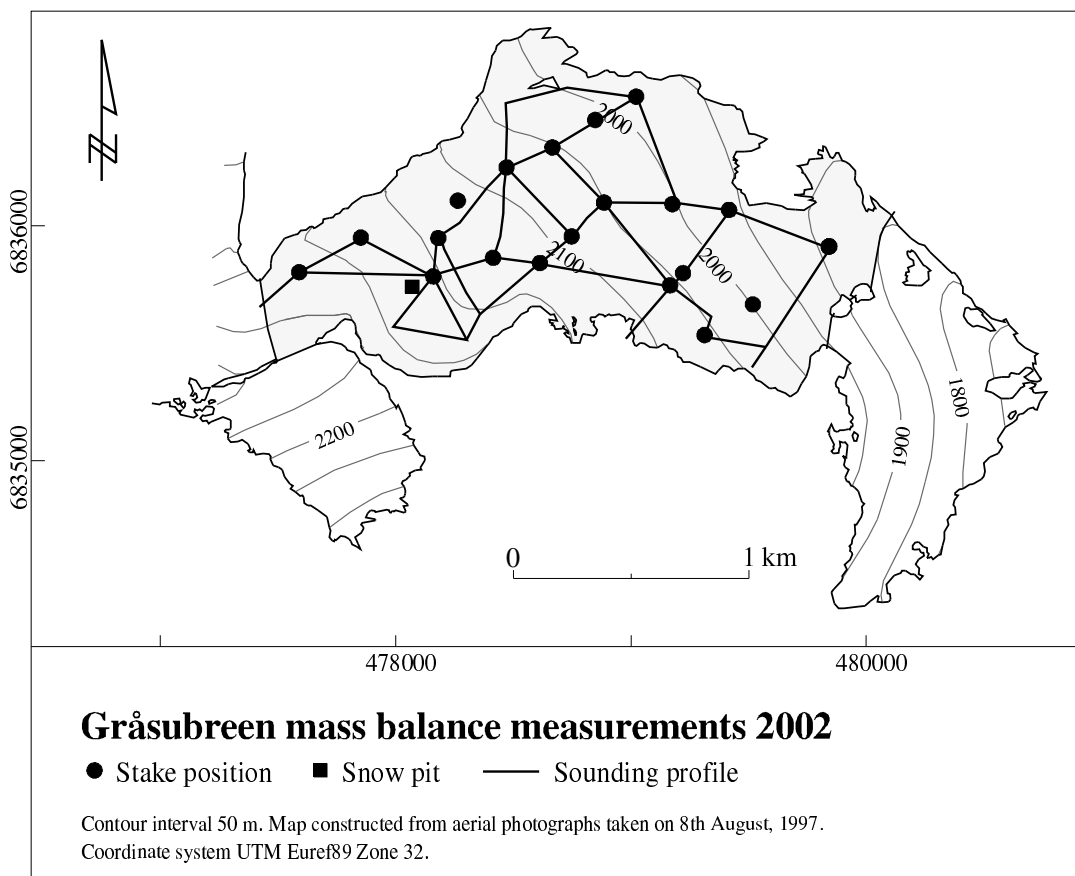 2000
6836000
2100
2000
1800
2200
1900
6835000
0 1 km
478000 480000
Gråsubreen mass balance measurements 2002
Stake position Snow pit Sounding profile
Contour interval 50 m. Map constructed from aerial photographs taken on 8th August, 1997.
Coordinate system UTM Euref89 Zone 32.